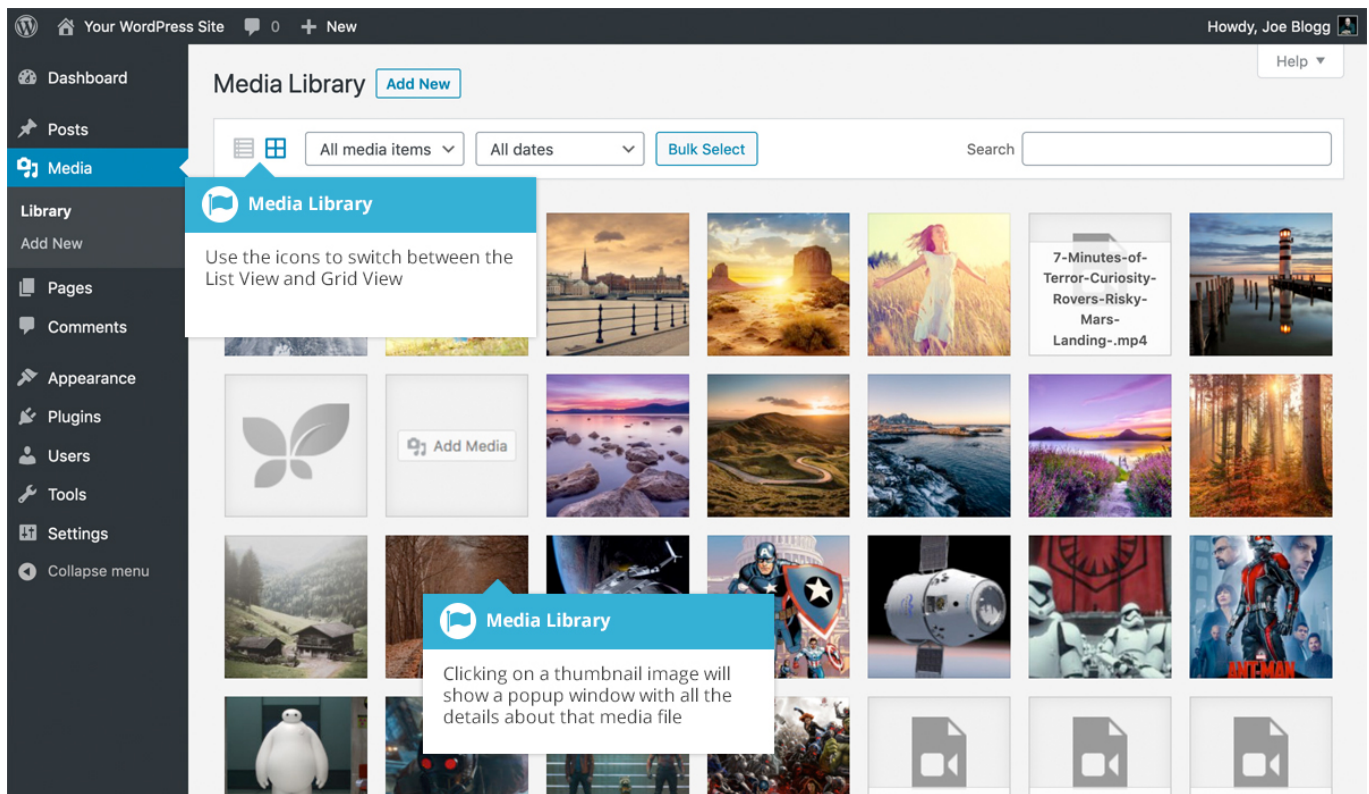 Your WordPress Site 0 New
Howdy, Joe Blogg
Dashboard
Posts
Media
Library
Add New
Pages
Comments
Appearance
Plugins
Users
Tools
Settings
Collapse menu
Help
Media Library Add New
All media items All dates Bulk Select Search
Media Library
Use the icons to switch between the
List View and Grid View
7-Minutes-of-
Terror-Curiosity-
Rovers-Risky-
Mars-
Landing-.mp4
Add Media
ANT-MAN
Media Library
Clicking on a thumbnail image will
show a popup window with all the
details about that media file